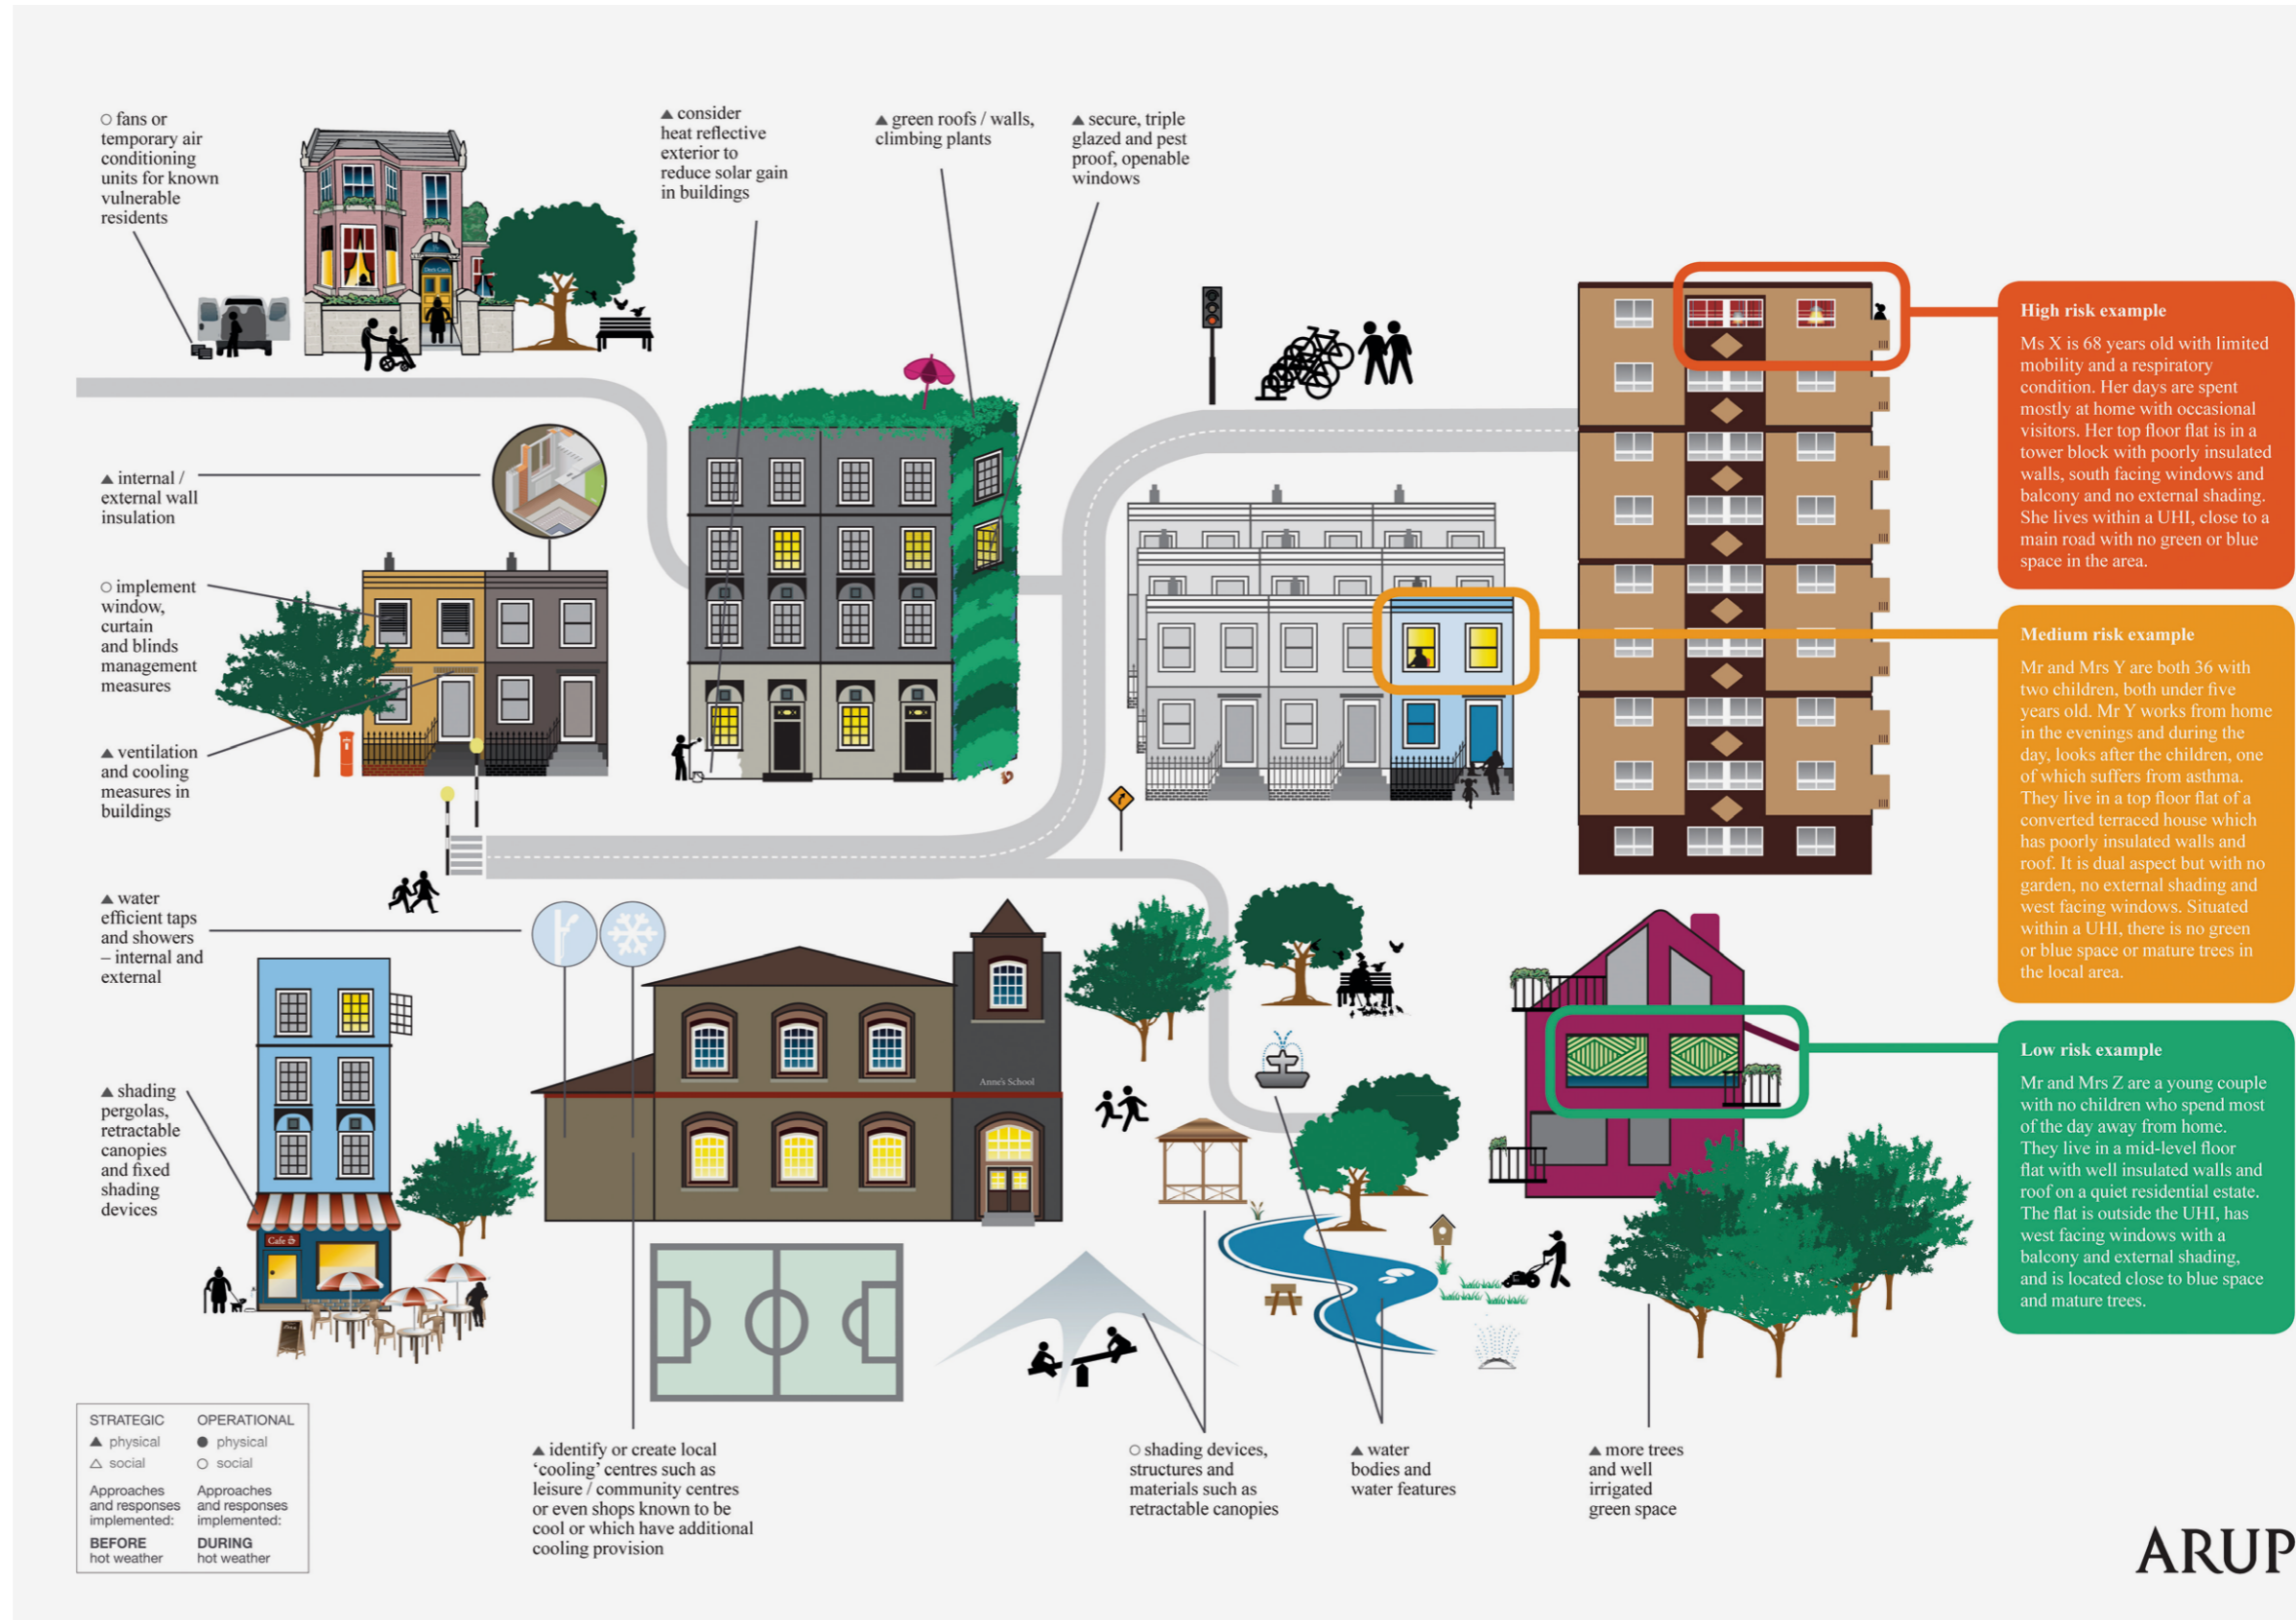 ○ fans or
temporary air
conditioning
units for known
vulnerable
residents
▲ consider
heat reflective
exterior to
reduce solar gain
in buildings
▲ green roofs / walls,
climbing plants
▲ secure, triple
glazed and pest
proof, openable
windows
▲ internal /
external wall
insulation
○ implement
window,
curtain
and blinds
management
measures
▲ ventilation
and cooling
measures in
buildings
▲ water
efficient taps
and showers
– internal and
external
▲ shading
pergolas,
retractable
canopies
and fixed
shading
devices
Anne's School
High risk example
Ms X is 68 years old with limited
mobility and a respiratory
condition. Her days are spent
mostly at home with occasional
visitors. Her top floor flat is in a
tower block with poorly insulated
walls, south facing windows and
balcony and no external shading.
She lives within a UHI, close to a
main road with no green or blue
space in the area.
Medium risk example
Mr and Mrs Y are both 36 with
two children, both under five
years old. Mr Y works from home
in the evenings and during the
day, looks after the children, one
of which suffers from asthma.
They live in a top floor flat of a
converted terraced house which
has poorly insulated walls and
roof. It is dual aspect but with no
garden, no external shading and
west facing windows. Situated
within a UHI, there is no green
or blue space or mature trees in
the local area.
Low risk example
Mr and Mrs Z are a young couple
with no children who spend most
of the day away from home.
They live in a mid-level floor
flat with well insulated walls and
roof on a quiet residential estate.
The flat is outside the UHI, has
west facing windows with a
balcony and external shading,
and is located close to blue space
and mature trees.
STRATEGIC
▲ physical
△ social
Approaches
and responses
implemented:
BEFORE
hot weather
OPERATIONAL
● physical
○ social
Approaches
and responses
implemented:
DURING
hot weather
▲ identify or create local
‘cooling’ centres such as
leisure / community centres
or even shops known to be
cool or which have additional
cooling provision
○ shading devices,
structures and
materials such as
retractable canopies
▲ water
bodies and
water features
▲ more trees
and well
irrigated
green space
ARUP